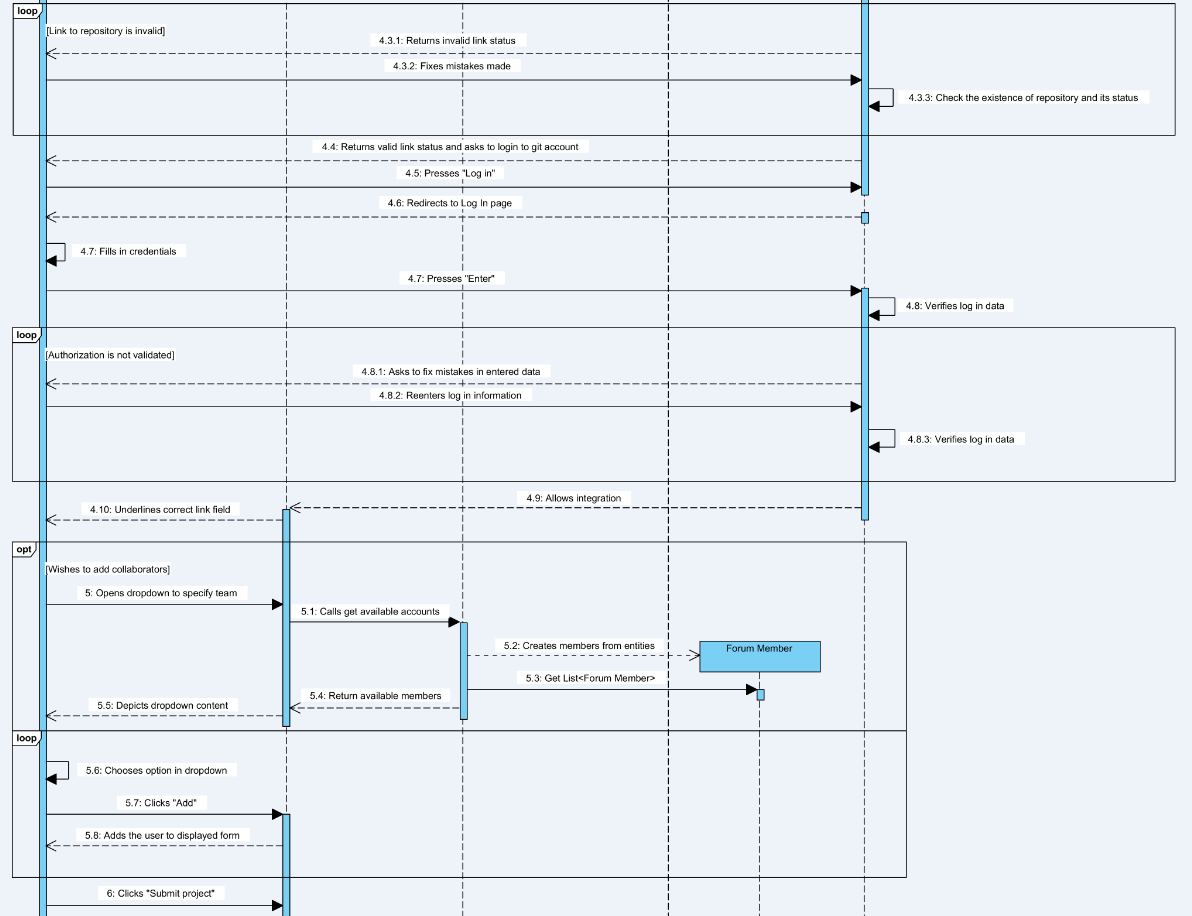 loop
[Link to repository is invalid]
4.3.1: Returns invalid link status
4.3.2: Fixes mistakes made
4.3.3: Check the existence of repository and its status
4.4: Returns valid link status and asks to login to git account
4.5: Presses "Log in"
4.6: Redirects to Log In page
4.7: Fills in credentials
4.7: Presses "Enter"
4.8: Verifies log in data
loop
[Authorization is not validated]
4.8.1: Asks to fix mistakes in entered data
4.8.2: Reenters log in information
4.8.3: Verifies log in data
4.9: Allows integration
4.10: Underlines correct link field
opt
[Wishes to add collaborators]
5: Opens dropdown to specify team
5.1: Calls get available accounts
5.2: Creates members from entities
Forum Member
5.3: Get List<Forum Member>
5.4: Return available members
5.5: Depicts dropdown content
loop
5.6: Chooses option in dropdown
5.7: Clicks "Add"
5.8: Adds the user to displayed form
6: Clicks "Submit project"